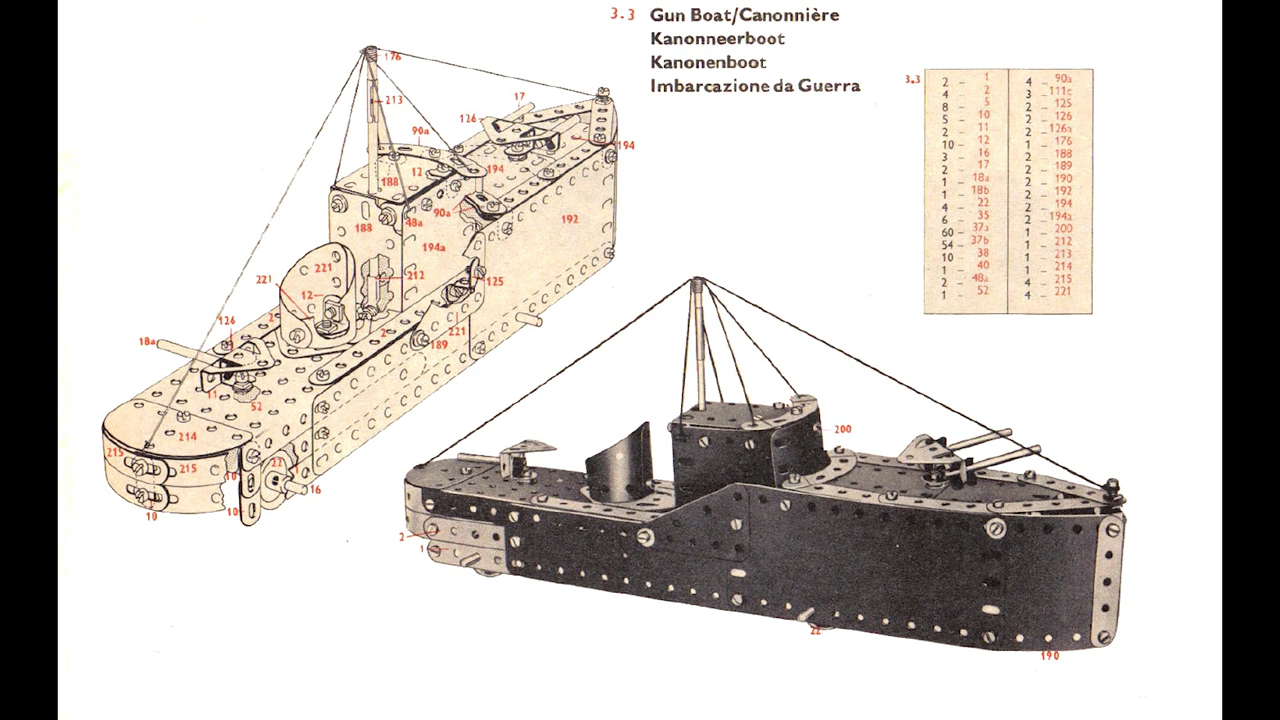 3.3 Gun Boat/Canonnière
Kanonneerboot
Kanonenboot
Imbarcazione da Guerra
3.3
2 – 1
4 – 2
8 – 5
5 – 10
2 – 11
10 – 12
3 – 16
2 – 17
1 – 18a
1 – 18b
4 – 22
6 – 35
60 – 37a
54 – 37b
10 – 38
1 – 40
2 – 48a
1 – 52
4 – 90a
3 – 111c
2 – 125
2 – 126
2 – 126a
1 – 176
2 – 188
2 – 189
2 – 190
2 – 192
2 – 194
2 – 194a
1 – 200
1 – 212
1 – 213
1 – 214
4 – 215
4 – 221
176
213
17
126
90a
194
12
194
188
90a
48a
192
188
194a
221
212
221
125
12
2
126
2
221
18a
189
11
52
214
215
215
22
10
16
10
10
200
2
1
22
190